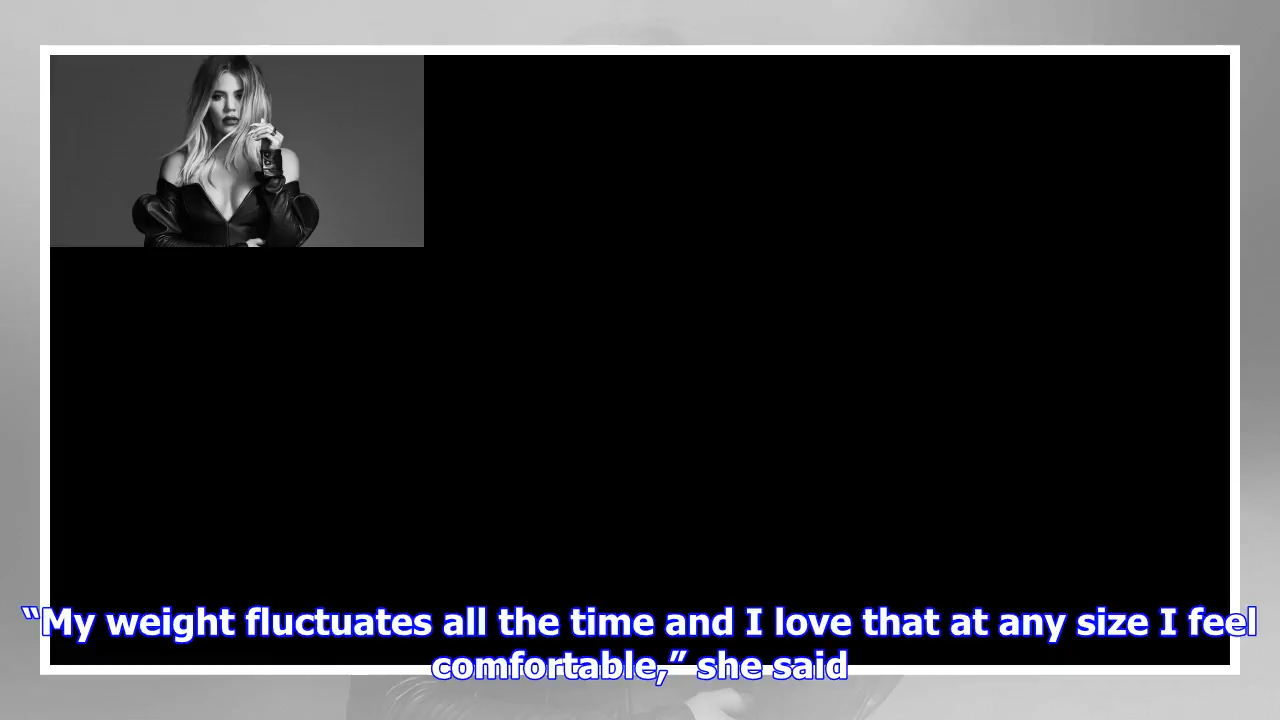 “My weight fluctuates all the time and I love that at any size I feel
comfortable,” she said